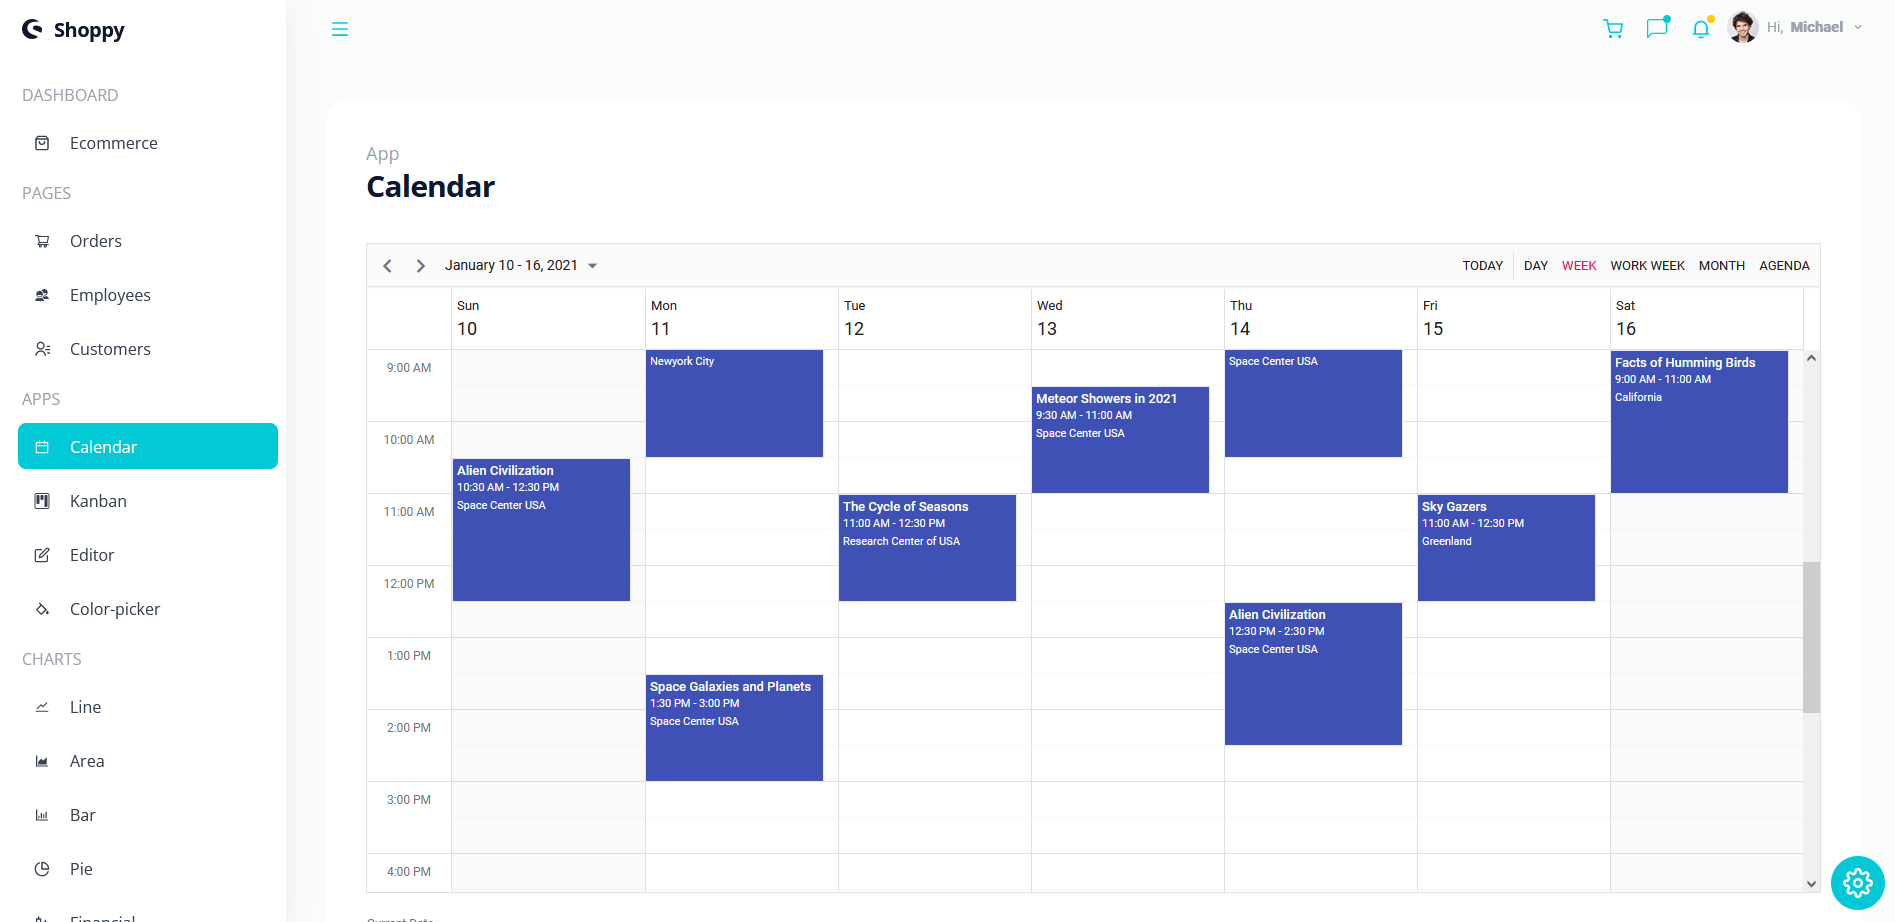 Shoppy
Hi, Michael
DASHBOARD
Ecommerce
PAGES
Orders
Employees
Customers
APPS
Calendar
Kanban
Editor
Color-picker
CHARTS
Line
Area
Bar
Pie
Financial
App
Calendar
January 10 - 16, 2021
TODAY
DAY
WEEK
WORK WEEK
MONTH
AGENDA
Sun
10
Mon
11
Tue
12
Wed
13
Thu
14
Fri
15
Sat
16
9:00 AM
10:00 AM
11:00 AM
12:00 PM
1:00 PM
2:00 PM
3:00 PM
4:00 PM
Alien Civilization
10:30 AM - 12:30 PM
Space Center USA
Newyork City
Space Galaxies and Planets
1:30 PM - 3:00 PM
Space Center USA
The Cycle of Seasons
11:00 AM - 12:30 PM
Research Center of USA
Meteor Showers in 2021
9:30 AM - 11:00 AM
Space Center USA
Space Center USA
Alien Civilization
12:30 PM - 2:30 PM
Space Center USA
Sky Gazers
11:00 AM - 12:30 PM
Greenland
Facts of Humming Birds
9:00 AM - 11:00 AM
California
Current Date